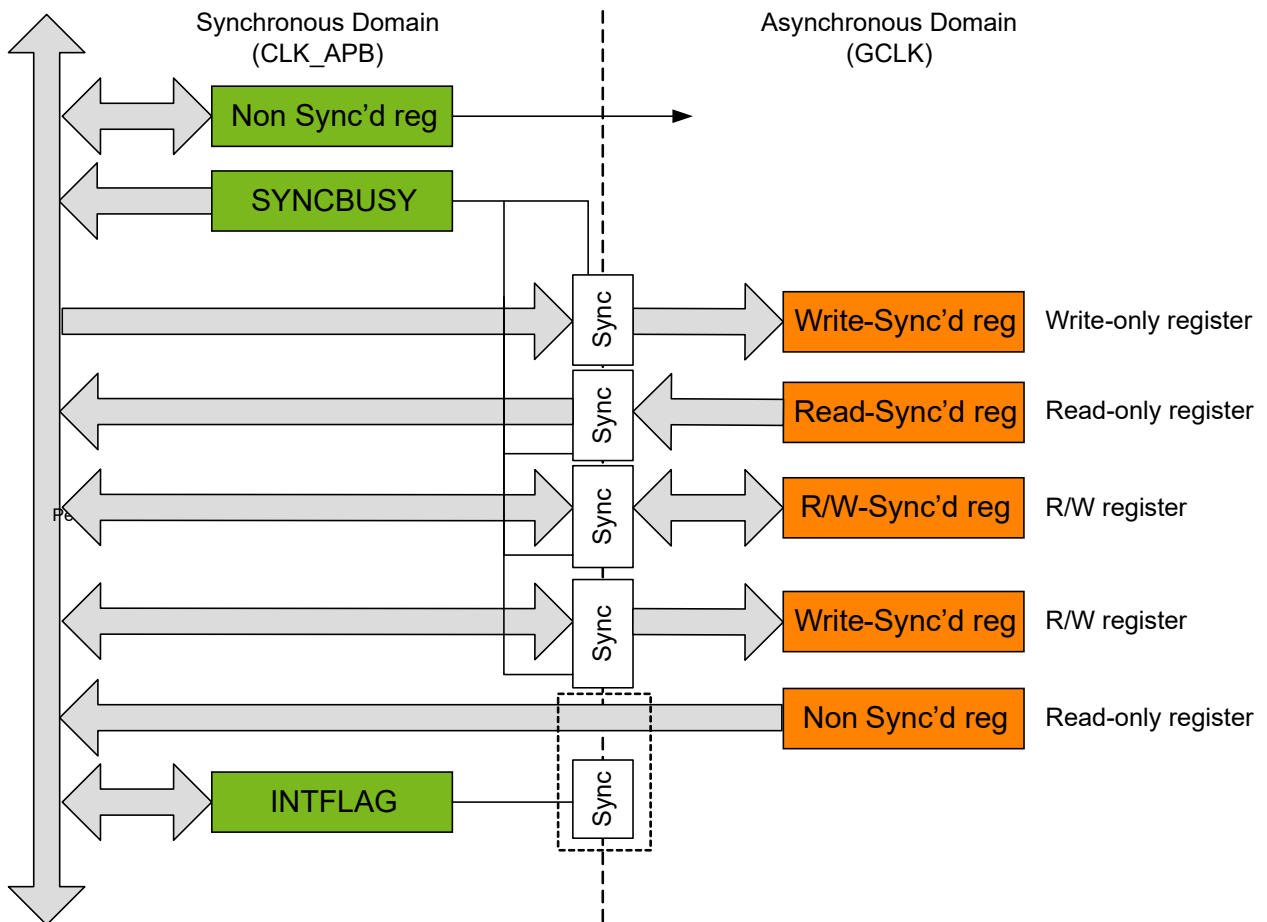 Synchronous Domain
(CLK_APB)
Asynchronous Domain
(GCLK)
Non Sync'd reg
SYNCBUSY
Sync
Write-Sync'd reg
Write-only register
Sync
Read-Sync'd reg
Read-only register
Sync
R/W-Sync'd reg
R/W register
Sync
Write-Sync'd reg
R/W register
Non Sync'd reg
Read-only register
INTFLAG
Sync